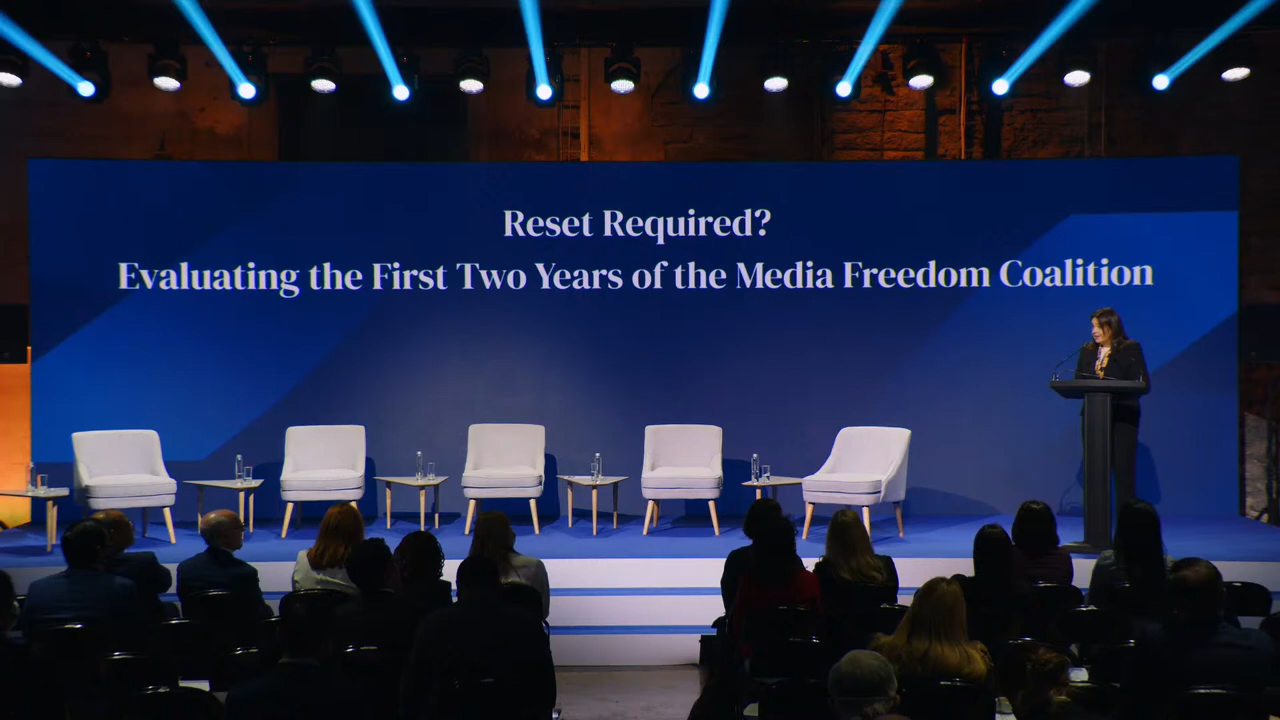 Reset Required?
Evaluating the First Two Years of the Media Freedom Coalition